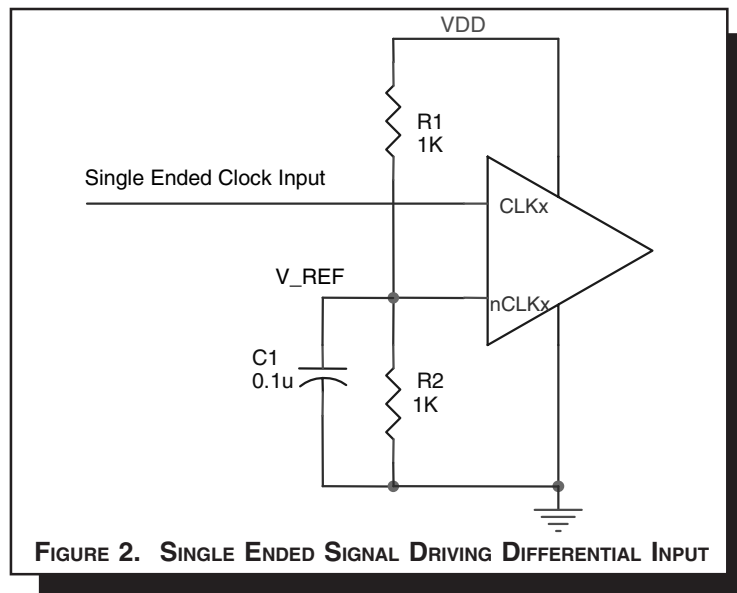 VDD
R1
1K
Single Ended Clock Input
CLKx
V_REF
nCLKx
C1
0.1u
R2
1K
FIGURE 2. SINGLE ENDED SIGNAL DRIVING DIFFERENTIAL INPUT